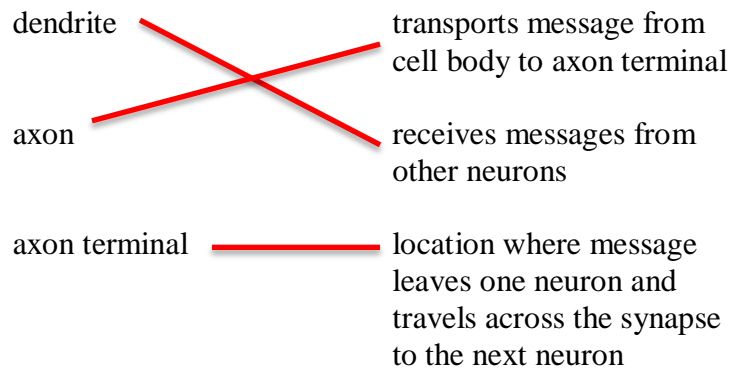 dendrite
transports message from
cell body to axon terminal
axon
receives messages from
other neurons
axon terminal
location where message
leaves one neuron and
travels across the synapse
to the next neuron